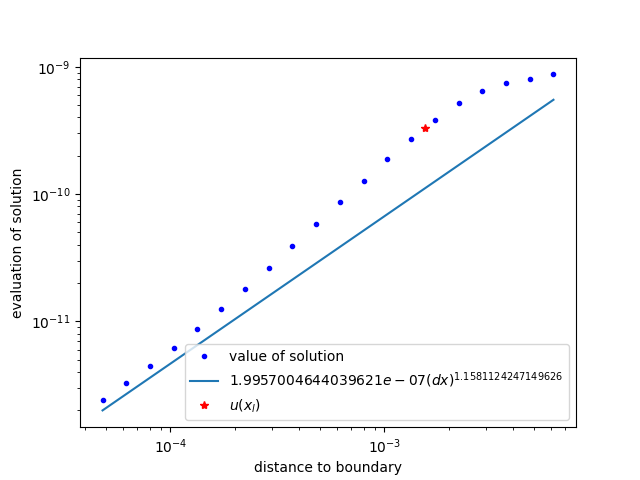 10^{-9}
10^{-10}
10^{-11}
evaluation of solution
value of solution
1.9957004644039621e − 07(dx)^{1.1581124247149626}
u(x_l)
10^{-4}
10^{-3}
distance to boundary